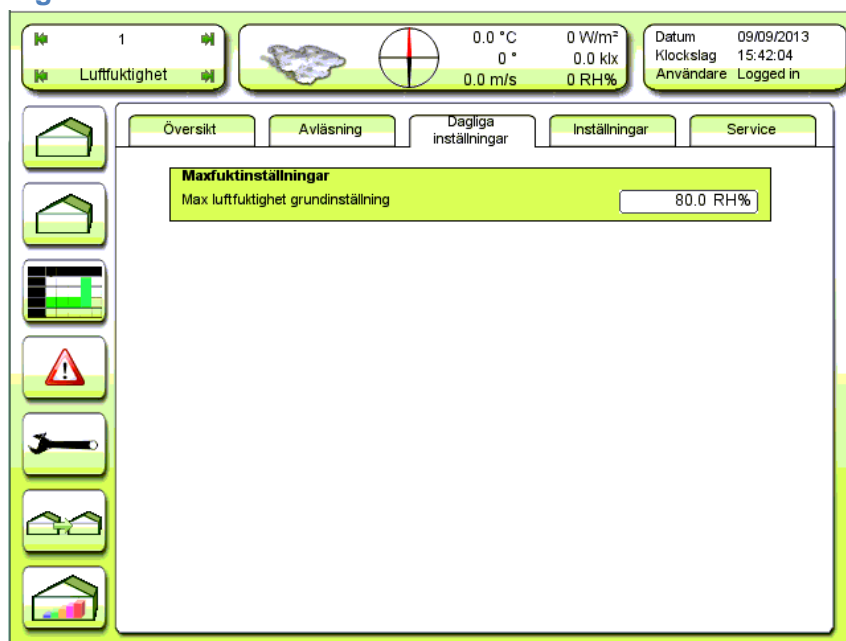 1
Luftfuktighet
0.0 °C
0 °
0.0 m/s
0 W/m²
0.0 klx
0 RH%
Datum 09/09/2013
Klockslag 15:42:04
Användare Logged in
Översikt
Avläsning
Dagliga
inställningar
Inställningar
Service
Maxfuktinställningar
Max luftfuktighet grundinställning 80.0 RH%